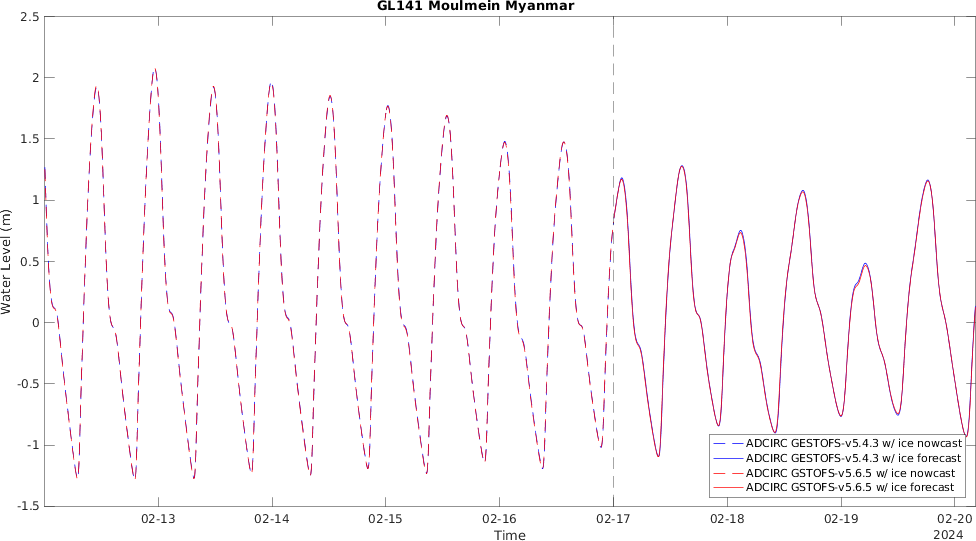 GL141 Moulmein Myanmar
2.5
2
1.5
1
0.5
0
-0.5
-1
-1.5
Water Level (m)
02-13
02-14
02-15
02-16
02-17
02-18
02-19
02-20
2024
Time
ADCIRC GESTOFS-v5.4.3 w/ ice nowcast
ADCIRC GESTOFS-v5.4.3 w/ ice forecast
ADCIRC GSTOFS-v5.6.5 w/ ice nowcast
ADCIRC GSTOFS-v5.6.5 w/ ice forecast